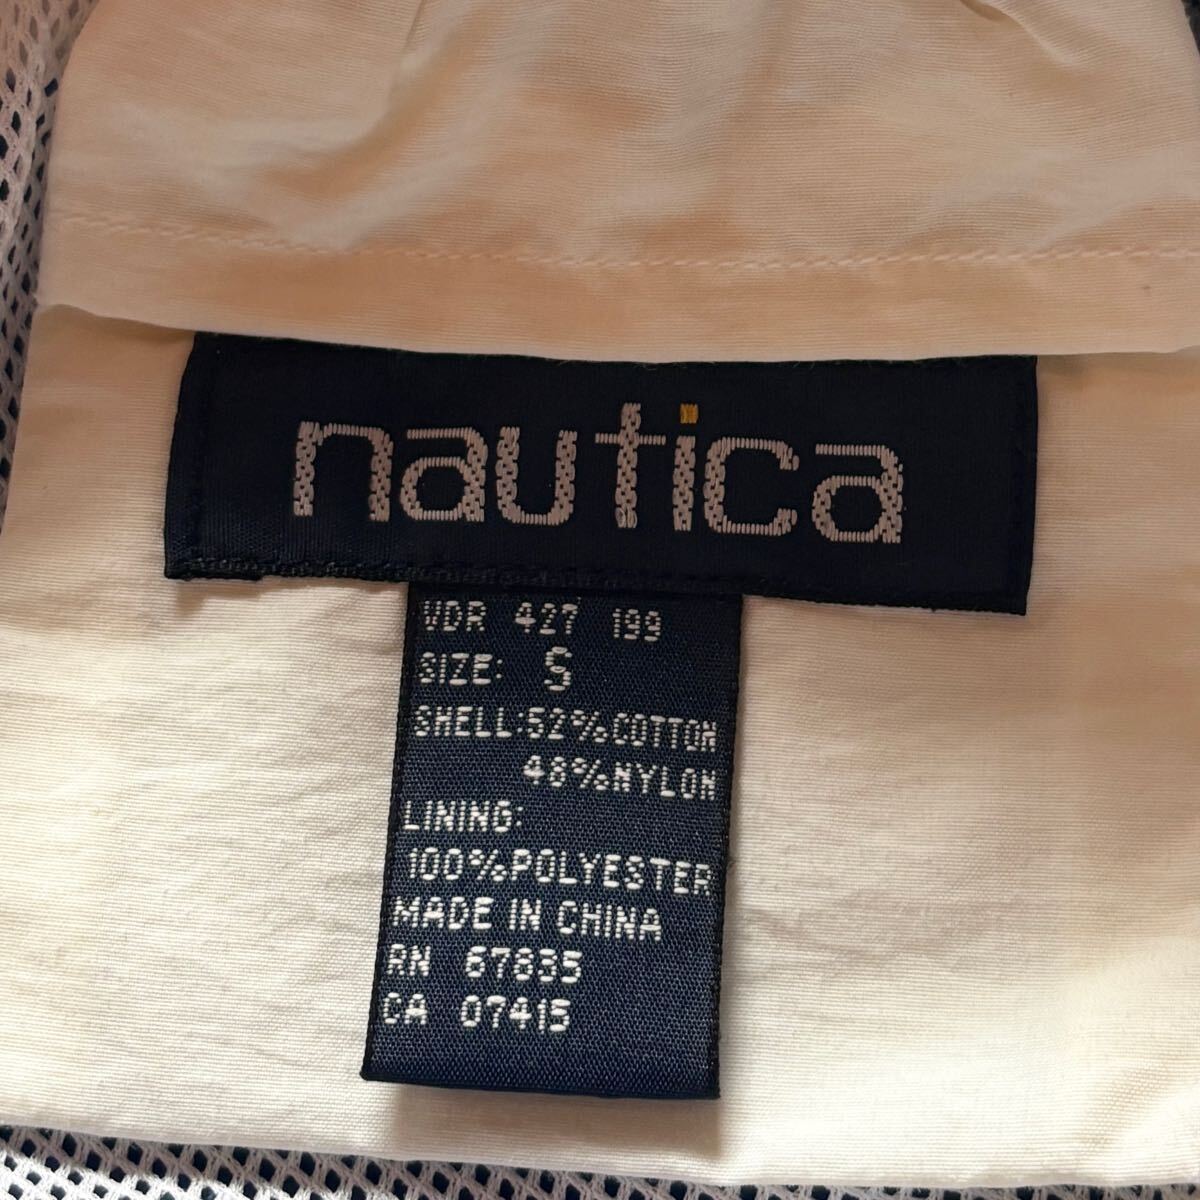 nautica
VDR 427 199
SIZE: S
SHELL:52%COTTON
48%NYLON
LINING:
100%POLYESTER
MADE IN CHINA
RN 67835
CA 07415